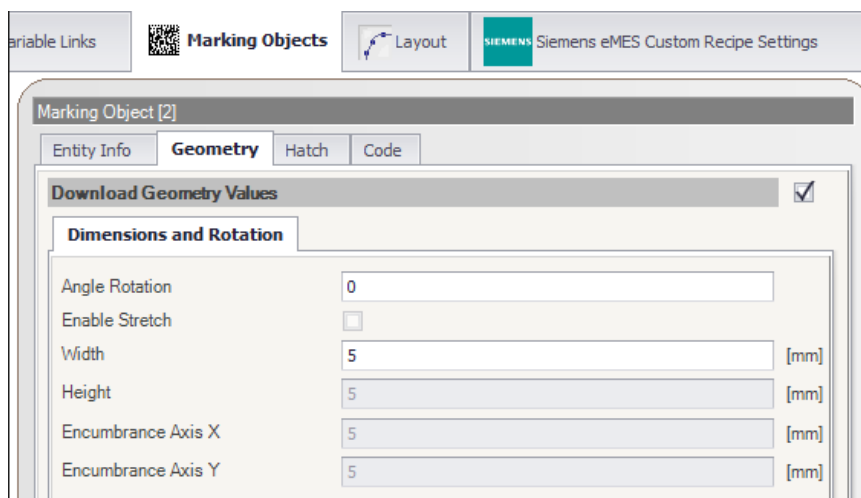 ariable Links Marking Objects Layout SIEMENS Siemens eMES Custom Recipe Settings
Marking Object [2]
Entity Info Geometry Hatch Code
Download Geometry Values
Dimensions and Rotation
Angle Rotation 0
Enable Stretch
Width 5 [mm]
Height 5 [mm]
Encumbrance Axis X 5 [mm]
Encumbrance Axis Y 5 [mm]